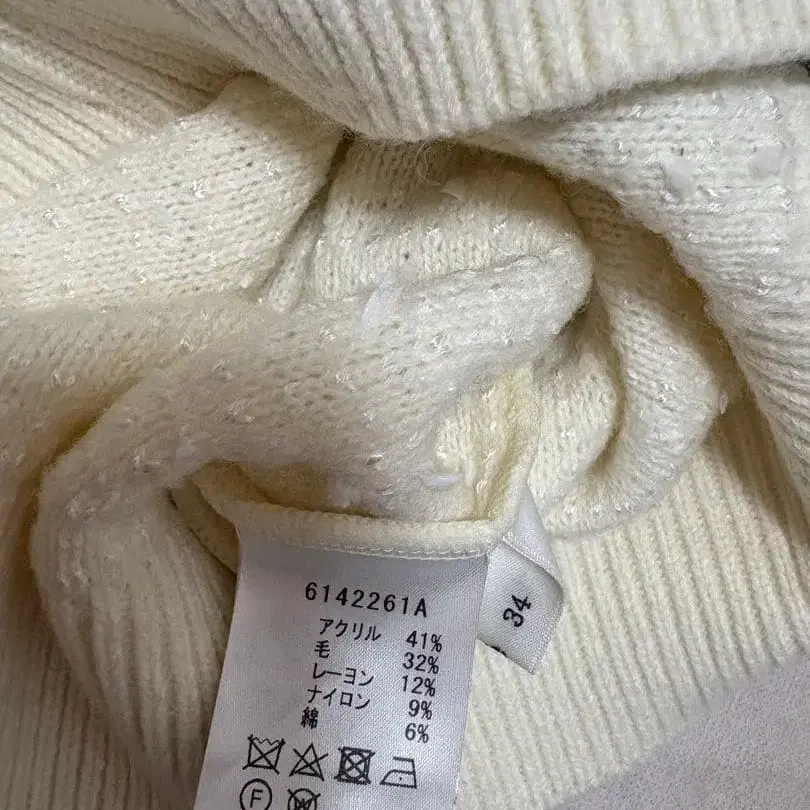 6142261A
アクリル 41%
毛 32%
レーヨン 12%
ナイロン 9%
綿 6%
F
34